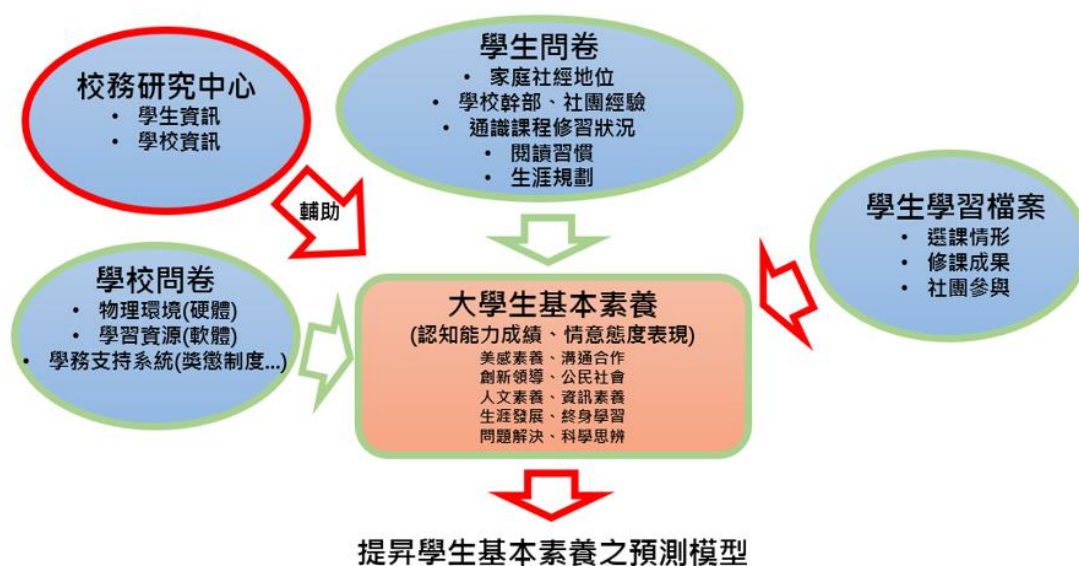 校務研究中心
• 學生資訊
• 學校資訊
輔助
學生問卷
• 家庭社經地位
• 學校幹部、社團經驗
• 通識課程修習狀況
• 閱讀習慣
• 生涯規劃
學生學習檔案
• 選課情形
• 修課成果
• 社團參與
學校問卷
• 物理環境(硬體)
• 學習資源(軟體)
• 學務支持系統(獎懲制度...)
大學生基本素養
(認知能力成績、情意態度表現)
美感素養、溝通合作
創新領導、公民社會
人文素養、資訊素養
生涯發展、終身學習
問題解決、科學思辨
提昇學生基本素養之預測模型